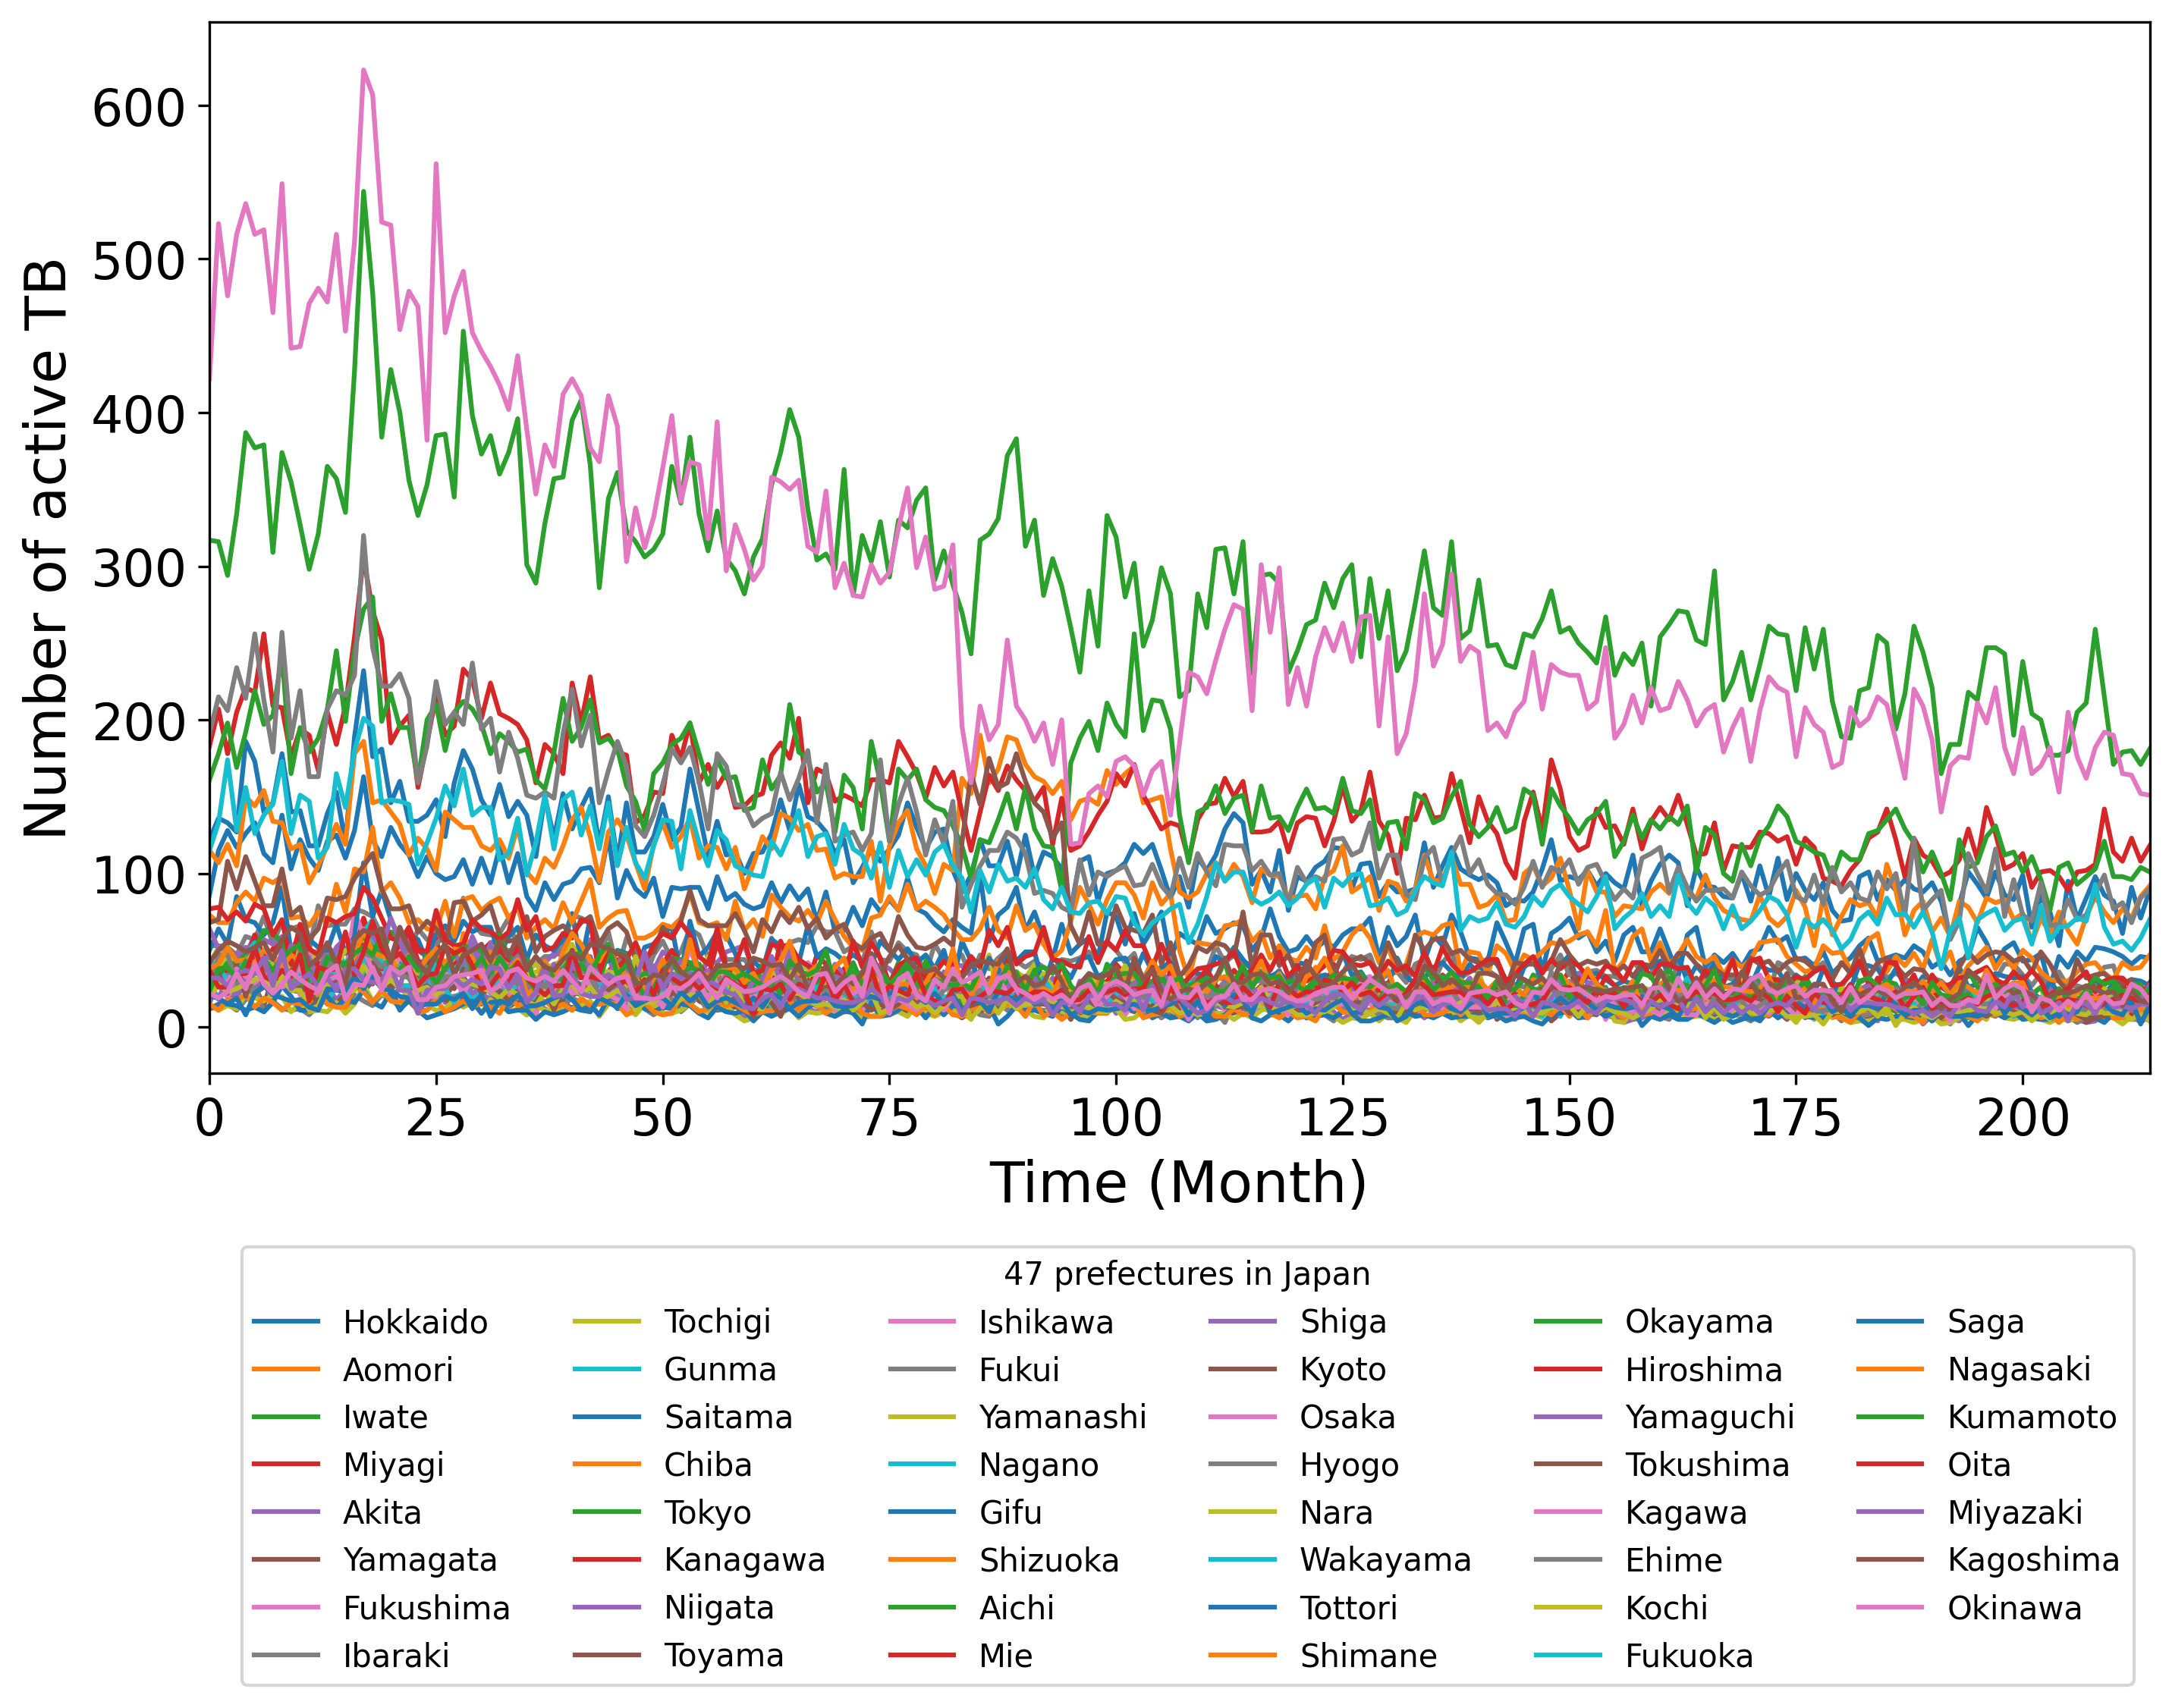 600
500
400
300
200
100
0
Number of active TB
0 25 50 75 100 125 150 175 200
Time (Month)
47 prefectures in Japan
Hokkaido Tochigi Ishikawa Shiga Okayama Saga
Aomori Gunma Fukui Kyoto Hiroshima Nagasaki
Iwate Saitama Yamanashi Osaka Yamaguchi Kumamoto
Miyagi Chiba Nagano Hyogo Tokushima Oita
Akita Tokyo Gifu Nara Kagawa Miyazaki
Yamagata Kanagawa Shizuoka Wakayama Ehime Kagoshima
Fukushima Niigata Aichi Tottori Kochi Okinawa
Ibaraki Toyama Mie Shimane Fukuoka